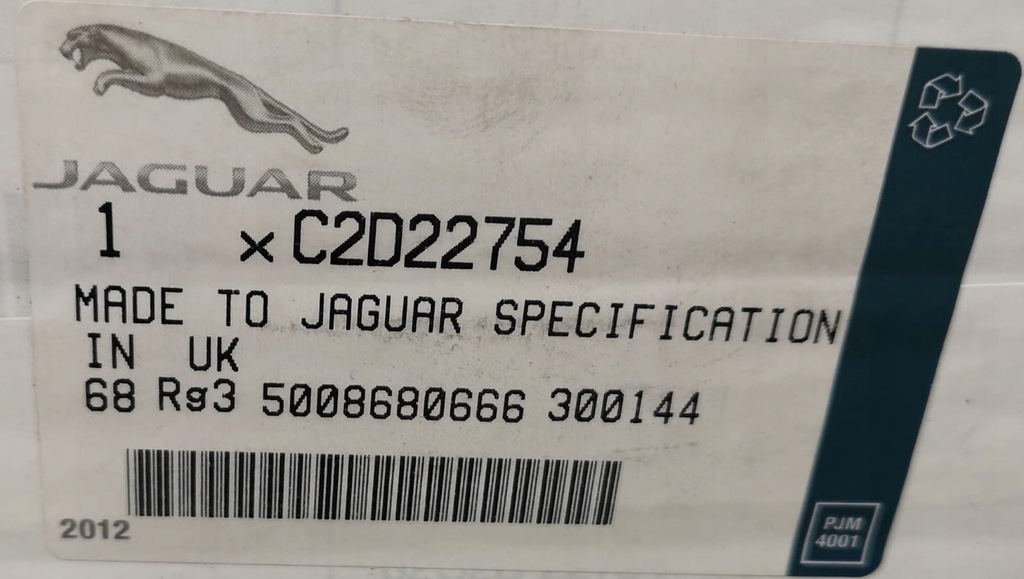 JAGUAR
1 x C2D22754
MADE TO JAGUAR SPECIFICATION
IN UK
68 Rg3 5008680666 300144
2012
PJM
4001